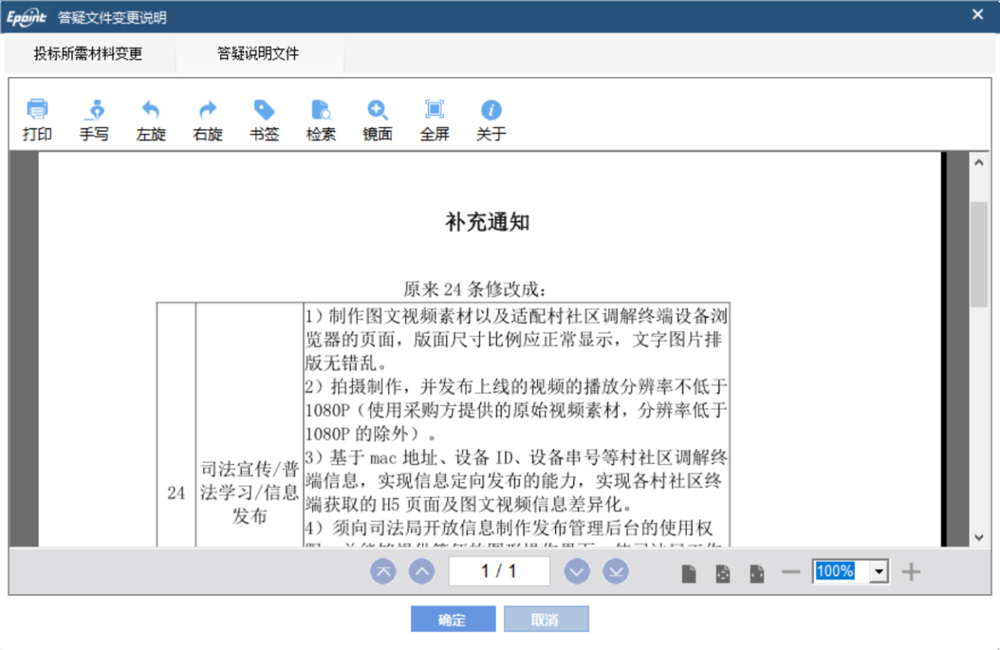 Epoint 答疑文件变更说明
投标所需材料变更 答疑说明文件
打印 手写 左旋 右旋 书签 检索 镜面 全屏 关于
补充通知
原来 24 条修改成：
24
司法宣传/普
法学习/信息
发布
1）制作图文视频素材以及适配村社区调解终端设备浏
览器的页面，版面尺寸比例应正常显示，文字图片排
版无错乱。
2）拍摄制作，并发布上线的视频的播放分辨率不低于
1080P（使用采购方提供的原始视频素材，分辨率低于
1080P 的除外）。
3）基于 mac 地址、设备 ID、设备串号等村社区调解终
端信息，实现信息定向发布的能力，实现各村社区终
端获取的 H5 页面及图文视频信息差异化。
4）须向司法局开放信息制作发布管理后台的使用权
1 / 1
100%
确定 取消